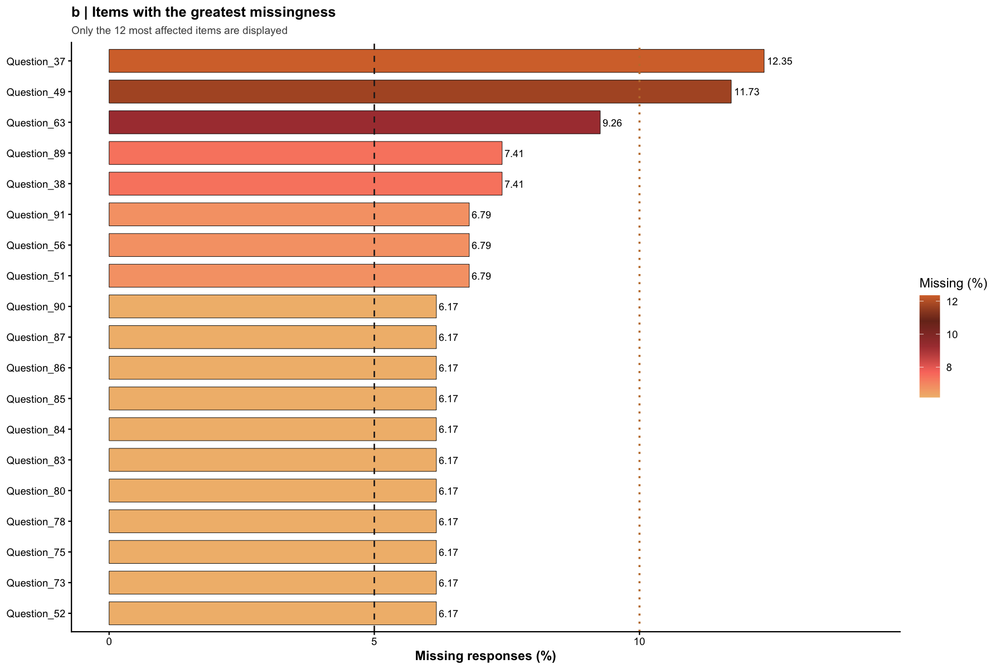 b | Items with the greatest missingness
Only the 12 most affected items are displayed
Question_37 12.35
Question_49 11.73
Question_63 9.26
Question_89 7.41
Question_38 7.41
Question_91 6.79
Question_56 6.79
Question_51 6.79
Question_90 6.17
Question_87 6.17
Question_86 6.17
Question_85 6.17
Question_84 6.17
Question_83 6.17
Question_80 6.17
Question_78 6.17
Question_75 6.17
Question_73 6.17
Question_52 6.17
0 5 10
Missing responses (%)
Missing (%)
12
10
8